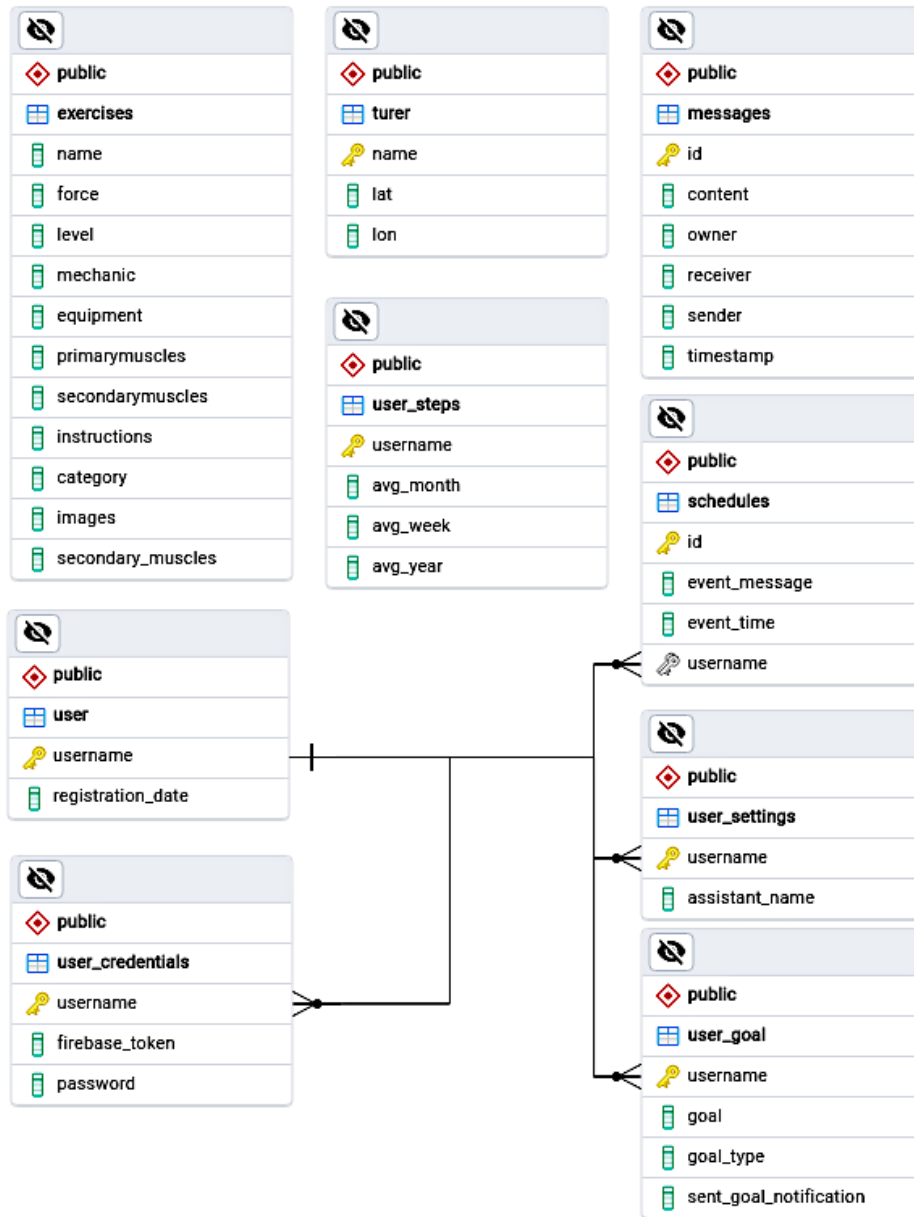 public
exercises
name
force
level
mechanic
equipment
primarymuscles
secondarymuscles
instructions
category
images
secondary_muscles
public
turer
name
lat
lon
public
messages
id
content
owner
receiver
sender
timestamp
public
user_steps
username
avg_month
avg_week
avg_year
public
schedules
id
event_message
event_time
username
public
user
username
registration_date
public
user_settings
username
assistant_name
public
user_credentials
username
firebase_token
password
public
user_goal
username
goal
goal_type
sent_goal_notification